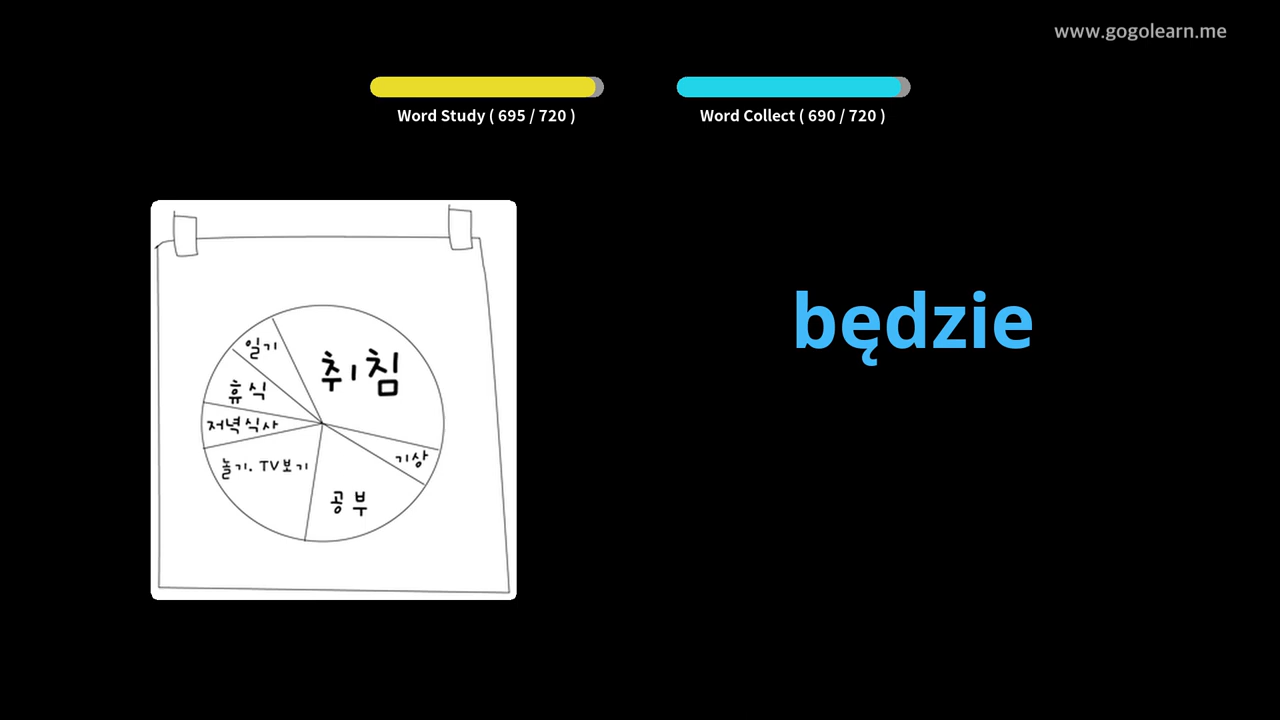 www.gogolearn.me
Word Study ( 695 / 720 )
Word Collect ( 690 / 720 )
일기
취침
휴식
저녁식사
놀기. TV보기
기상
공부
będzie